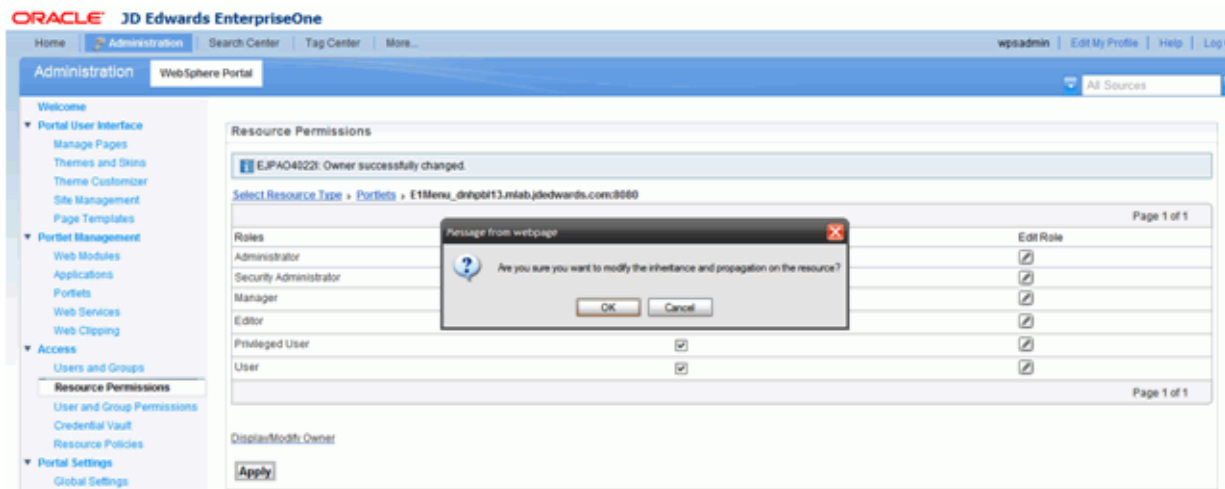 ORACLE JD Edwards EnterpriseOne
Home Administration Search Center Tag Center More... wpsadmin Edit My Profile Help Log
Administration WebSphere Portal
All Sources
Welcome
Portal User Interface
Manage Pages
Themes and Skins
Theme Customizer
Site Management
Page Templates
Portlet Management
Web Modules
Applications
Portlets
Web Services
Web Clipping
Access
Users and Groups
Resource Permissions
User and Group Permissions
Credential Vault
Resource Policies
Portal Settings
Global Settings
Resource Permissions
EJPAO4022I: Owner successfully changed.
Select Resource Type Portlets E1Menu_dnhpbl13.mlab.jdedwards.com:8080
Page 1 of 1
Roles Edit Role
Administrator
Security Administrator
Manager
Editor
Privileged User
User
Page 1 of 1
Display/Modify Owner
Apply
Message from webpage
Are you sure you want to modify the inheritance and propagation on the resource?
OK Cancel